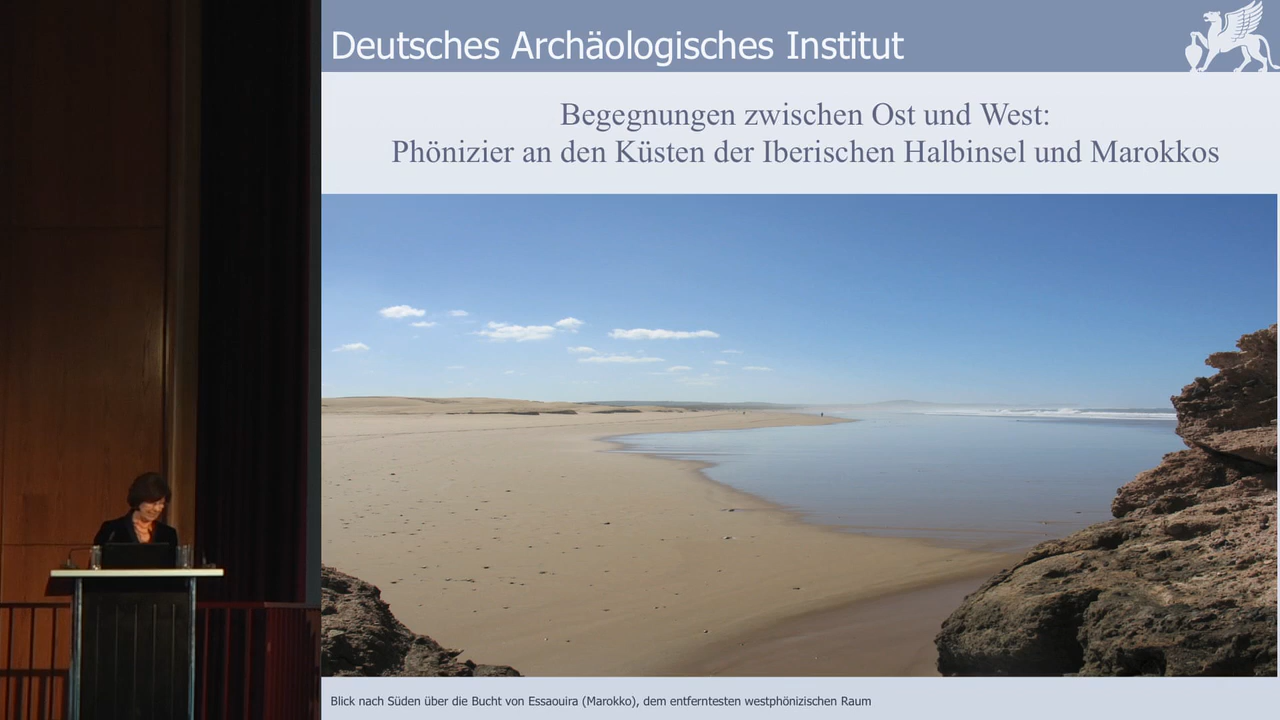 Deutsches Archäologisches Institut
Begegnungen zwischen Ost und West:
Phönizier an den Küsten der Iberischen Halbinsel und Marokkos
Blick nach Süden über die Bucht von Essaouira (Marokko), dem entferntesten westphönizischen Raum